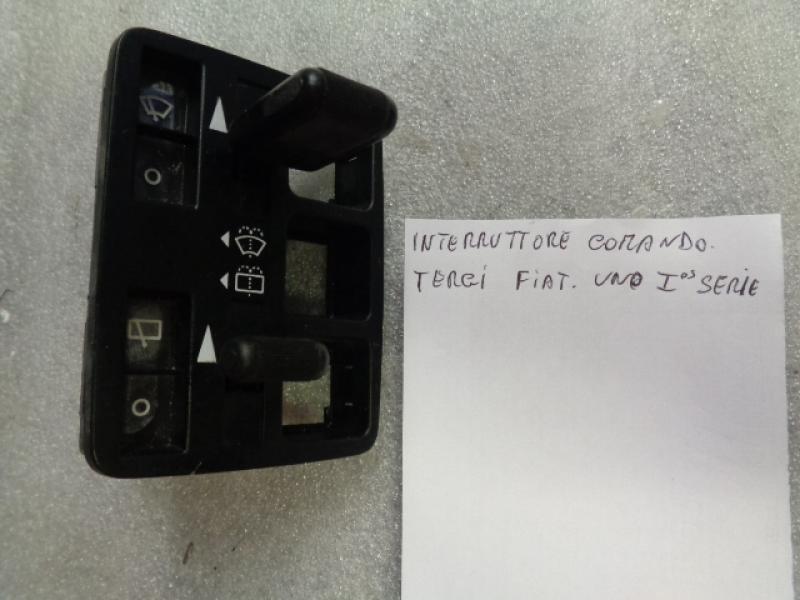 INTERRUTTORE COMANDO.
TERGI FIAT. UNO I°S SERIE
O
O